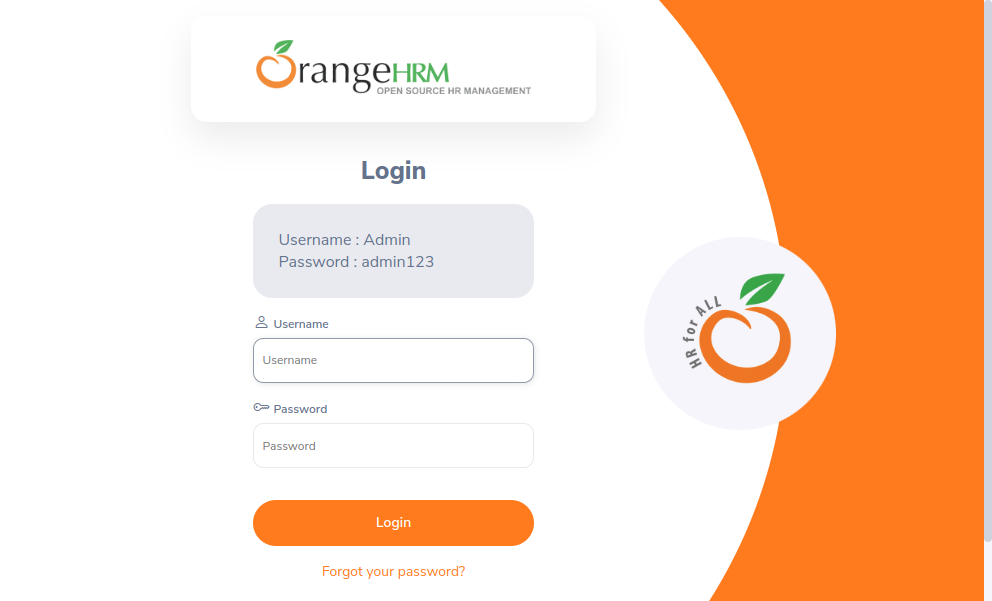 OrangeHRM
OPEN SOURCE HR MANAGEMENT
Login
Username : Admin
Password : admin123
Username
Username
Password
Password
Login
Forgot your password?
HR for ALL